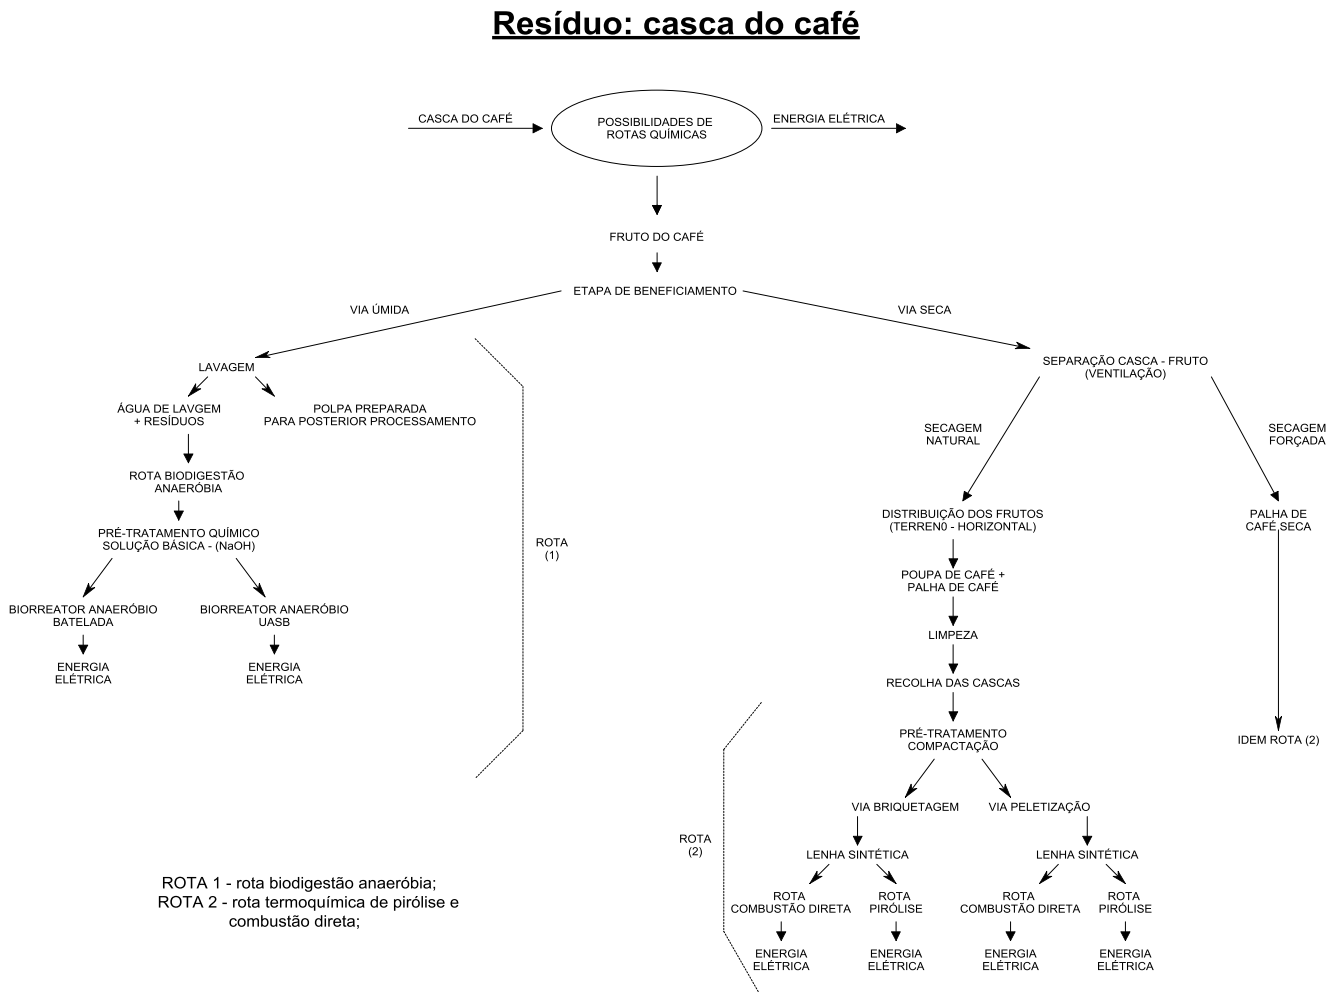 Resíduo: casca do café
CASCA DO CAFÉ
POSSIBILIDADES DE
ROTAS QUÍMICAS
ENERGIA ELÉTRICA
FRUTO DO CAFÉ
ETAPA DE BENEFICIAMENTO
VIA ÚMIDA
VIA SECA
LAVAGEM
ÁGUA DE LAVGEM
+ RESÍDUOS
POLPA PREPARADA
PARA POSTERIOR PROCESSAMENTO
ROTA BIODIGESTÃO
ANAERÓBIA
PRÉ-TRATAMENTO QUÍMICO
SOLUÇÃO BÁSICA - (NaOH)
BIORREATOR ANAERÓBIO
BATELADA
BIORREATOR ANAERÓBIO
UASB
ENERGIA
ELÉTRICA
ENERGIA
ELÉTRICA
ROTA
(1)
SEPARAÇÃO CASCA - FRUTO
(VENTILAÇÃO)
SECAGEM
NATURAL
SECAGEM
FORÇADA
DISTRIBUIÇÃO DOS FRUTOS
(TERREN0 - HORIZONTAL)
PALHA DE
CAFÉ SECA
POUPA DE CAFÉ +
PALHA DE CAFÉ
LIMPEZA
RECOLHA DAS CASCAS
PRÉ-TRATAMENTO
COMPACTAÇÃO
IDEM ROTA (2)
VIA BRIQUETAGEM
VIA PELETIZAÇÃO
ROTA
(2)
LENHA SINTÉTICA
LENHA SINTÉTICA
ROTA
COMBUSTÃO DIRETA
ROTA
PIRÓLISE
ROTA
COMBUSTÃO DIRETA
ROTA
PIRÓLISE
ENERGIA
ELÉTRICA
ENERGIA
ELÉTRICA
ENERGIA
ELÉTRICA
ENERGIA
ELÉTRICA
ROTA 1 - rota biodigestão anaeróbia;
ROTA 2 - rota termoquímica de pirólise e
combustão direta;